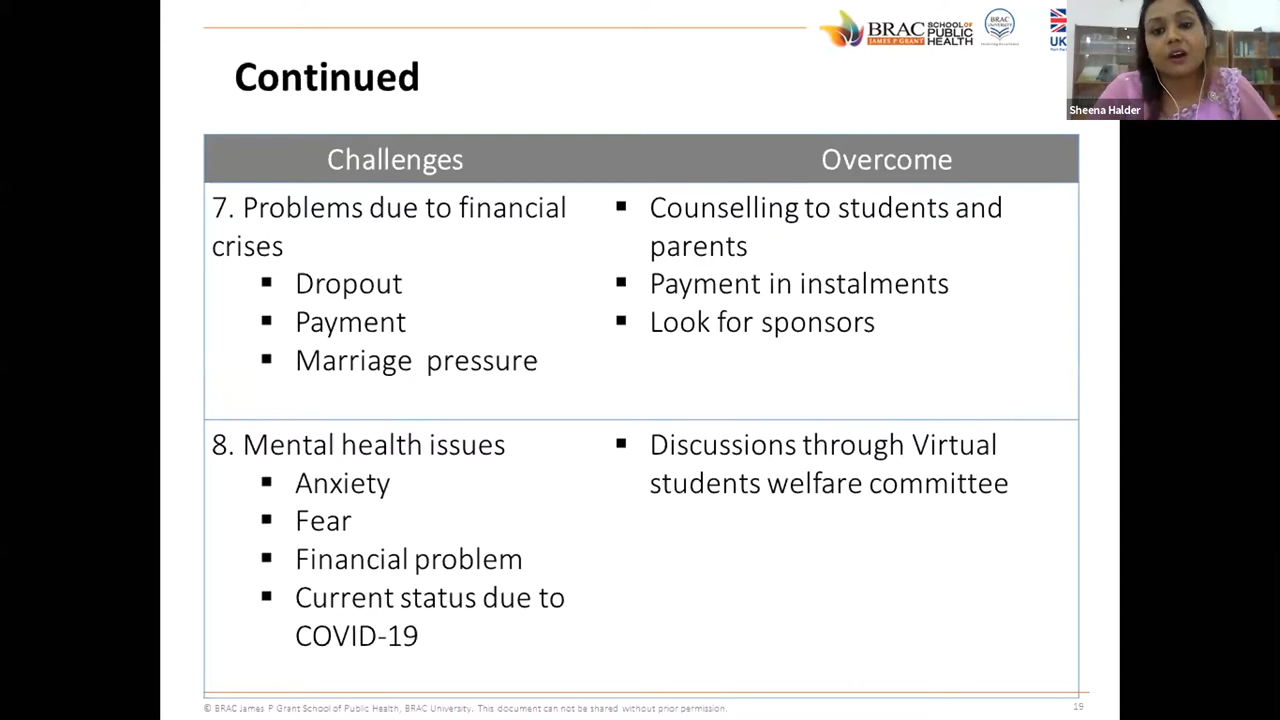 BRAC
JAMES P GRANT
SCHOOL OF
PUBLIC
HEALTH
BRAC
UNIVERSITY
UK
Sheena Halder
Continued
Challenges
Overcome
7. Problems due to financial
crises
▪ Dropout
▪ Payment
▪ Marriage pressure
▪ Counselling to students and
parents
▪ Payment in instalments
▪ Look for sponsors
8. Mental health issues
▪ Anxiety
▪ Fear
▪ Financial problem
▪ Current status due to
COVID-19
▪ Discussions through Virtual
students welfare committee
© BRAC James P Grant School of Public Health, BRAC University. This document can not be shared without prior permission.
19